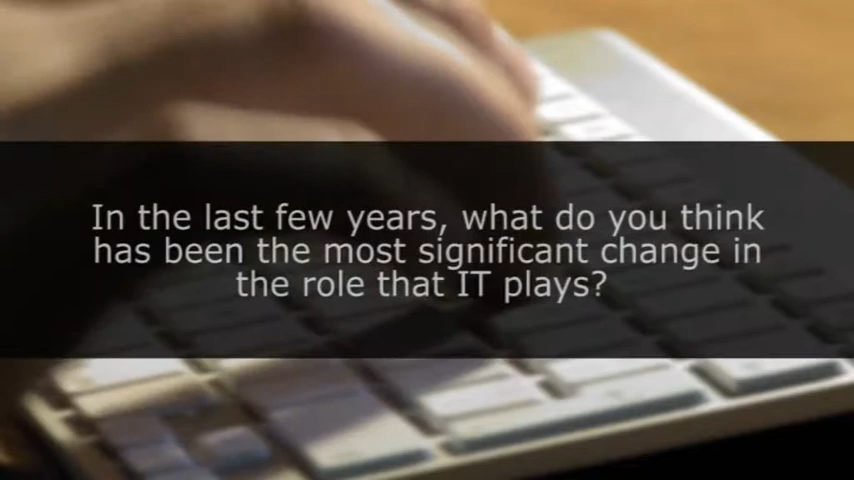 In the last few years, what do you think
has been the most significant change in
the role that IT plays?